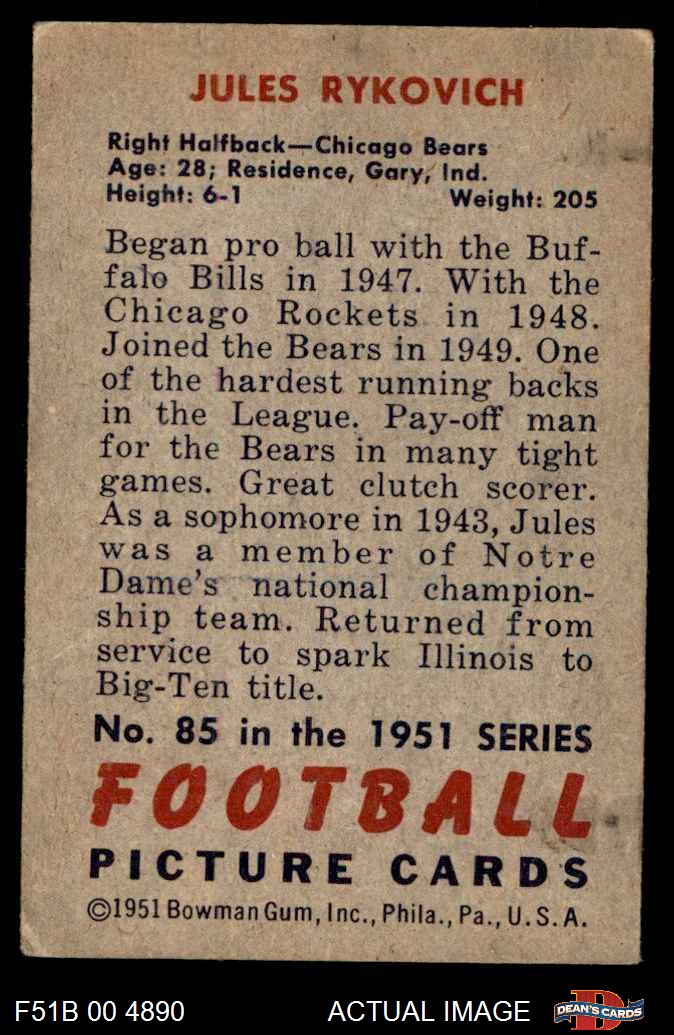 JULES RYKOVICH
Right Halfback—Chicago Bears
Age: 28; Residence, Gary, Ind.
Height: 6-1 Weight: 205
Began pro ball with the Buf-
falo Bills in 1947. With the
Chicago Rockets in 1948.
Joined the Bears in 1949. One
of the hardest running backs
in the League. Pay-off man
for the Bears in many tight
games. Great clutch scorer.
As a sophomore in 1943, Jules
was a member of Notre
Dame's national champion-
ship team. Returned from
service to spark Illinois to
Big-Ten title.
No. 85 in the 1951 SERIES
FOOTBALL
PICTURE CARDS
©1951 Bowman Gum, Inc., Phila., Pa., U.S.A.
F51B 00 4890 ACTUAL IMAGE D DEAN'S CARDS